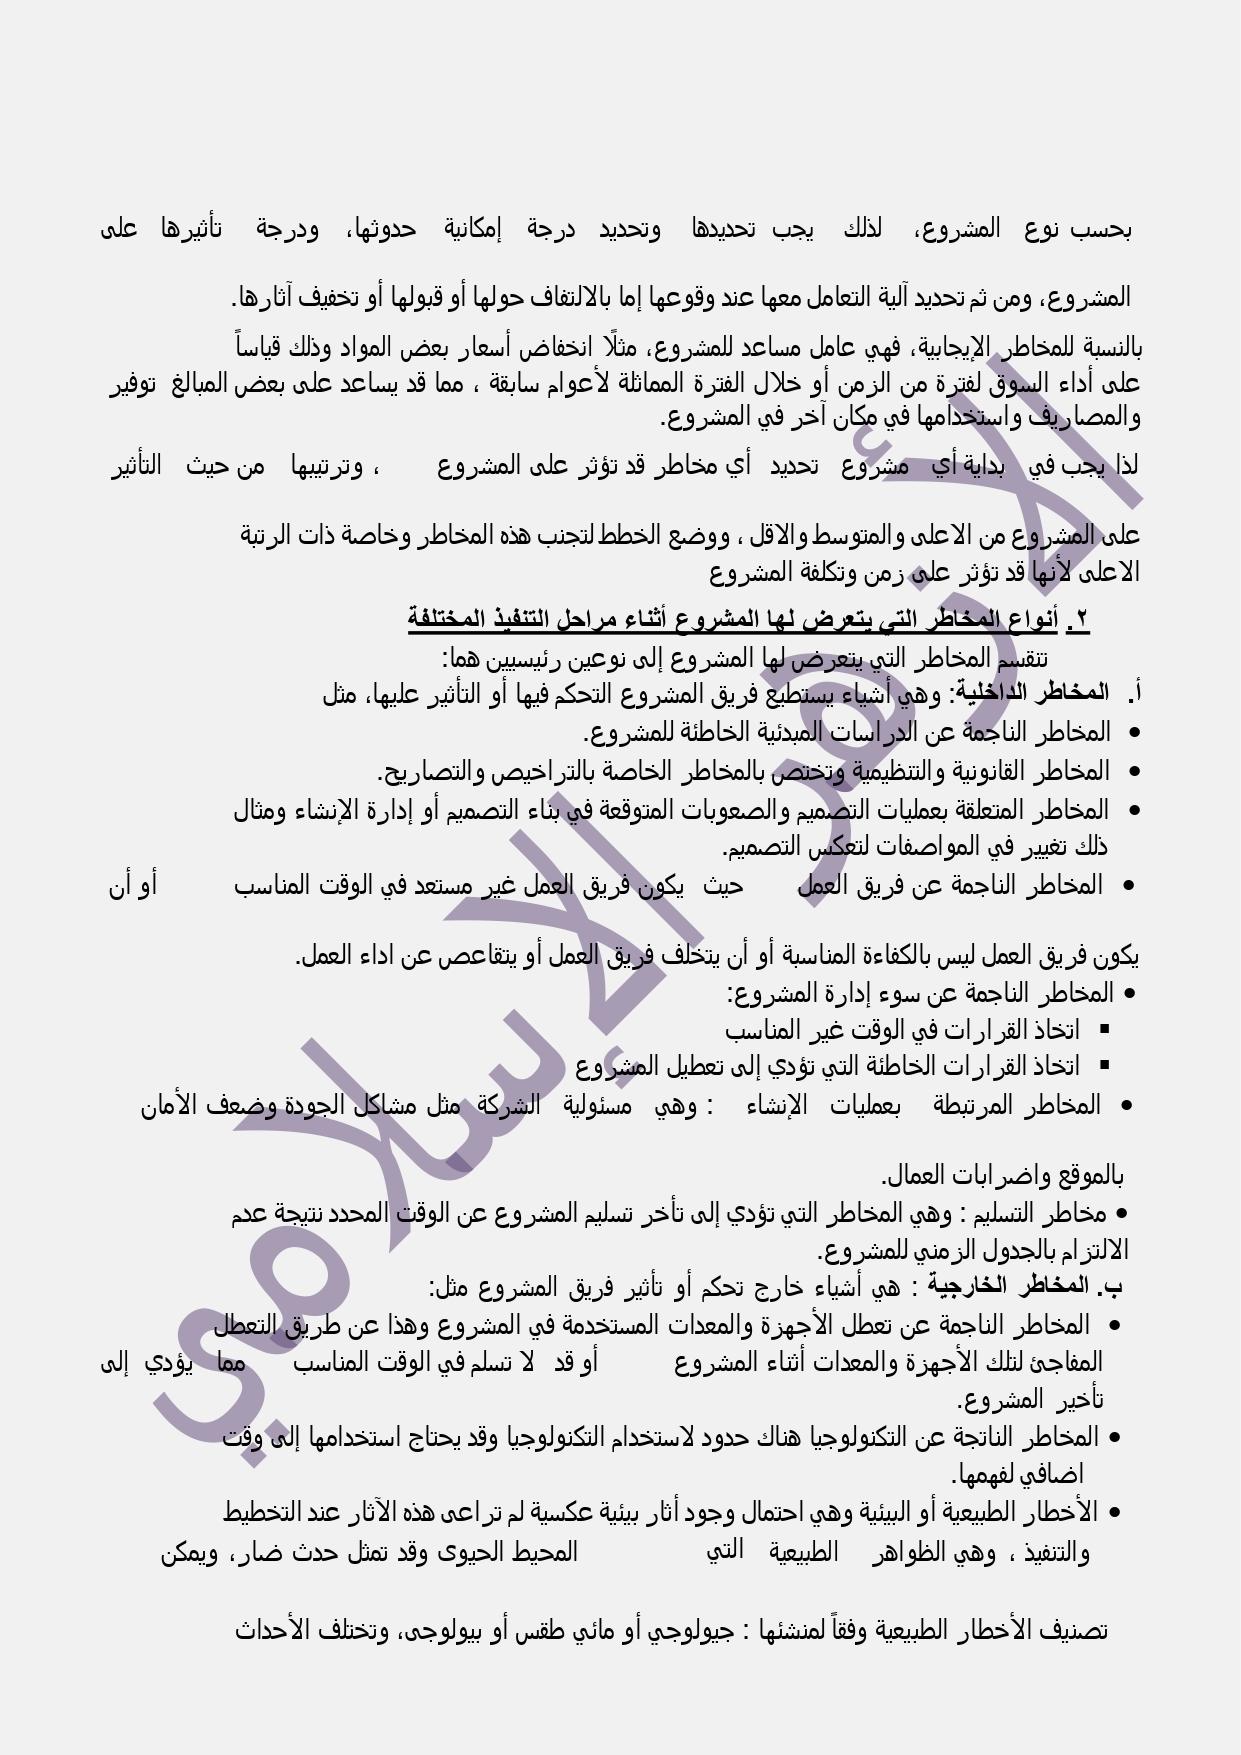 بحسب نوع المشروع، لذلك يجب تحديدها وتحديد درجة إمكانية حدوثها، ودرجة تأثيرها على
المشروع، ومن ثم تحديد آلية التعامل معها عند وقوعها إما بالالتفاف حولها أو قبولها أو تخفيف آثارها.
بالنسبة للمخاطر الإيجابية، فهي عامل مساعد للمشروع، مثلًا انخفاض أسعار بعض المواد وذلك قياساً
على أداء السوق لفترة من الزمن أو خلال الفترة المماثلة لأعوام سابقة ، مما قد يساعد على بعض المبالغ توفير
والمصاريف واستخدامها في مكان آخر في المشروع.
لذا يجب في بداية أي مشروع تحديد أي مخاطر قد تؤثر على المشروع ، وترتيبها من حيث التأثير
على المشروع من الاعلى والمتوسط والاقل ، ووضع الخطط لتجنب هذه المخاطر وخاصة ذات الرتبة
الاعلى لأنها قد تؤثر على زمن وتكلفة المشروع
٢. أنواع المخاطر التي يتعرض لها المشروع أثناء مراحل التنفيذ المختلفة
تنقسم المخاطر التي يتعرض لها المشروع إلى نوعين رئيسيين هما:
أ. المخاطر الداخلية: وهي أشياء يستطيع فريق المشروع التحكم فيها أو التأثير عليها، مثل
• المخاطر الناجمة عن الدراسات المبدئية الخاطئة للمشروع.
• المخاطر القانونية والتنظيمية وتختص بالمخاطر الخاصة بالتراخيص والتصاريح.
• المخاطر المتعلقة بعمليات التصميم والصعوبات المتوقعة في بناء التصميم أو إدارة الإنشاء ومثال
ذلك تغيير في المواصفات لتعكس التصميم.
• المخاطر الناجمة عن فريق العمل حيث يكون فريق العمل غير مستعد في الوقت المناسب أو أن
يكون فريق العمل ليس بالكفاءة المناسبة أو أن يتخلف فريق العمل أو يتقاعص عن اداء العمل.
• المخاطر الناجمة عن سوء إدارة المشروع:
▪ اتخاذ القرارات في الوقت غير المناسب
▪ اتخاذ القرارات الخاطئة التي تؤدي إلى تعطيل المشروع
• المخاطر المرتبطة بعمليات الإنشاء : وهي مسئولية الشركة مثل مشاكل الجودة وضعف الأمان
بالموقع واضرابات العمال.
• مخاطر التسليم : وهي المخاطر التي تؤدي إلى تأخر تسليم المشروع عن الوقت المحدد نتيجة عدم
الالتزام بالجدول الزمني للمشروع.
ب. المخاطر الخارجية : هي أشياء خارج تحكم أو تأثير فريق المشروع مثل:
• المخاطر الناجمة عن تعطل الأجهزة والمعدات المستخدمة في المشروع وهذا عن طريق التعطل
المفاجئ لتلك الأجهزة والمعدات أثناء المشروع أو قد لا تسلم في الوقت المناسب مما يؤدي إلى
تأخير المشروع.
• المخاطر الناتجة عن التكنولوجيا هناك حدود لاستخدام التكنولوجيا وقد يحتاج استخدامها إلى وقت
اضافي لفهمها.
• الأخطار الطبيعية أو البيئية وهي احتمال وجود أثار بيئية عكسية لم تراعى هذه الآثار عند التخطيط
والتنفيذ ، وهي الظواهر الطبيعية التي المحيط الحيوى وقد تمثل حدث ضار، ويمكن
تصنيف الأخطار الطبيعية وفقاً لمنشئها : جيولوجي أو مائي طقس أو بيولوجى، وتختلف الأحداث
الأزهر الإسلامي